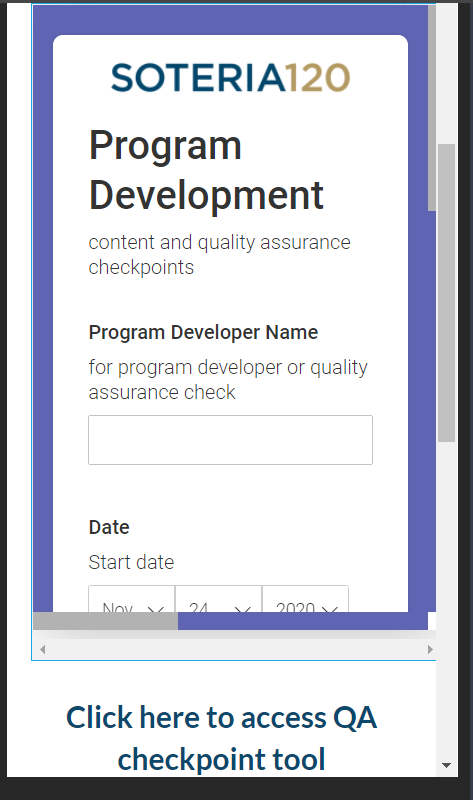 SOTERIA120
Program
Development
content and quality assurance
checkpoints
Program Developer Name
for program developer or quality
assurance check
Date
Start date
Nov 24 2020
Click here to access QA
checkpoint tool